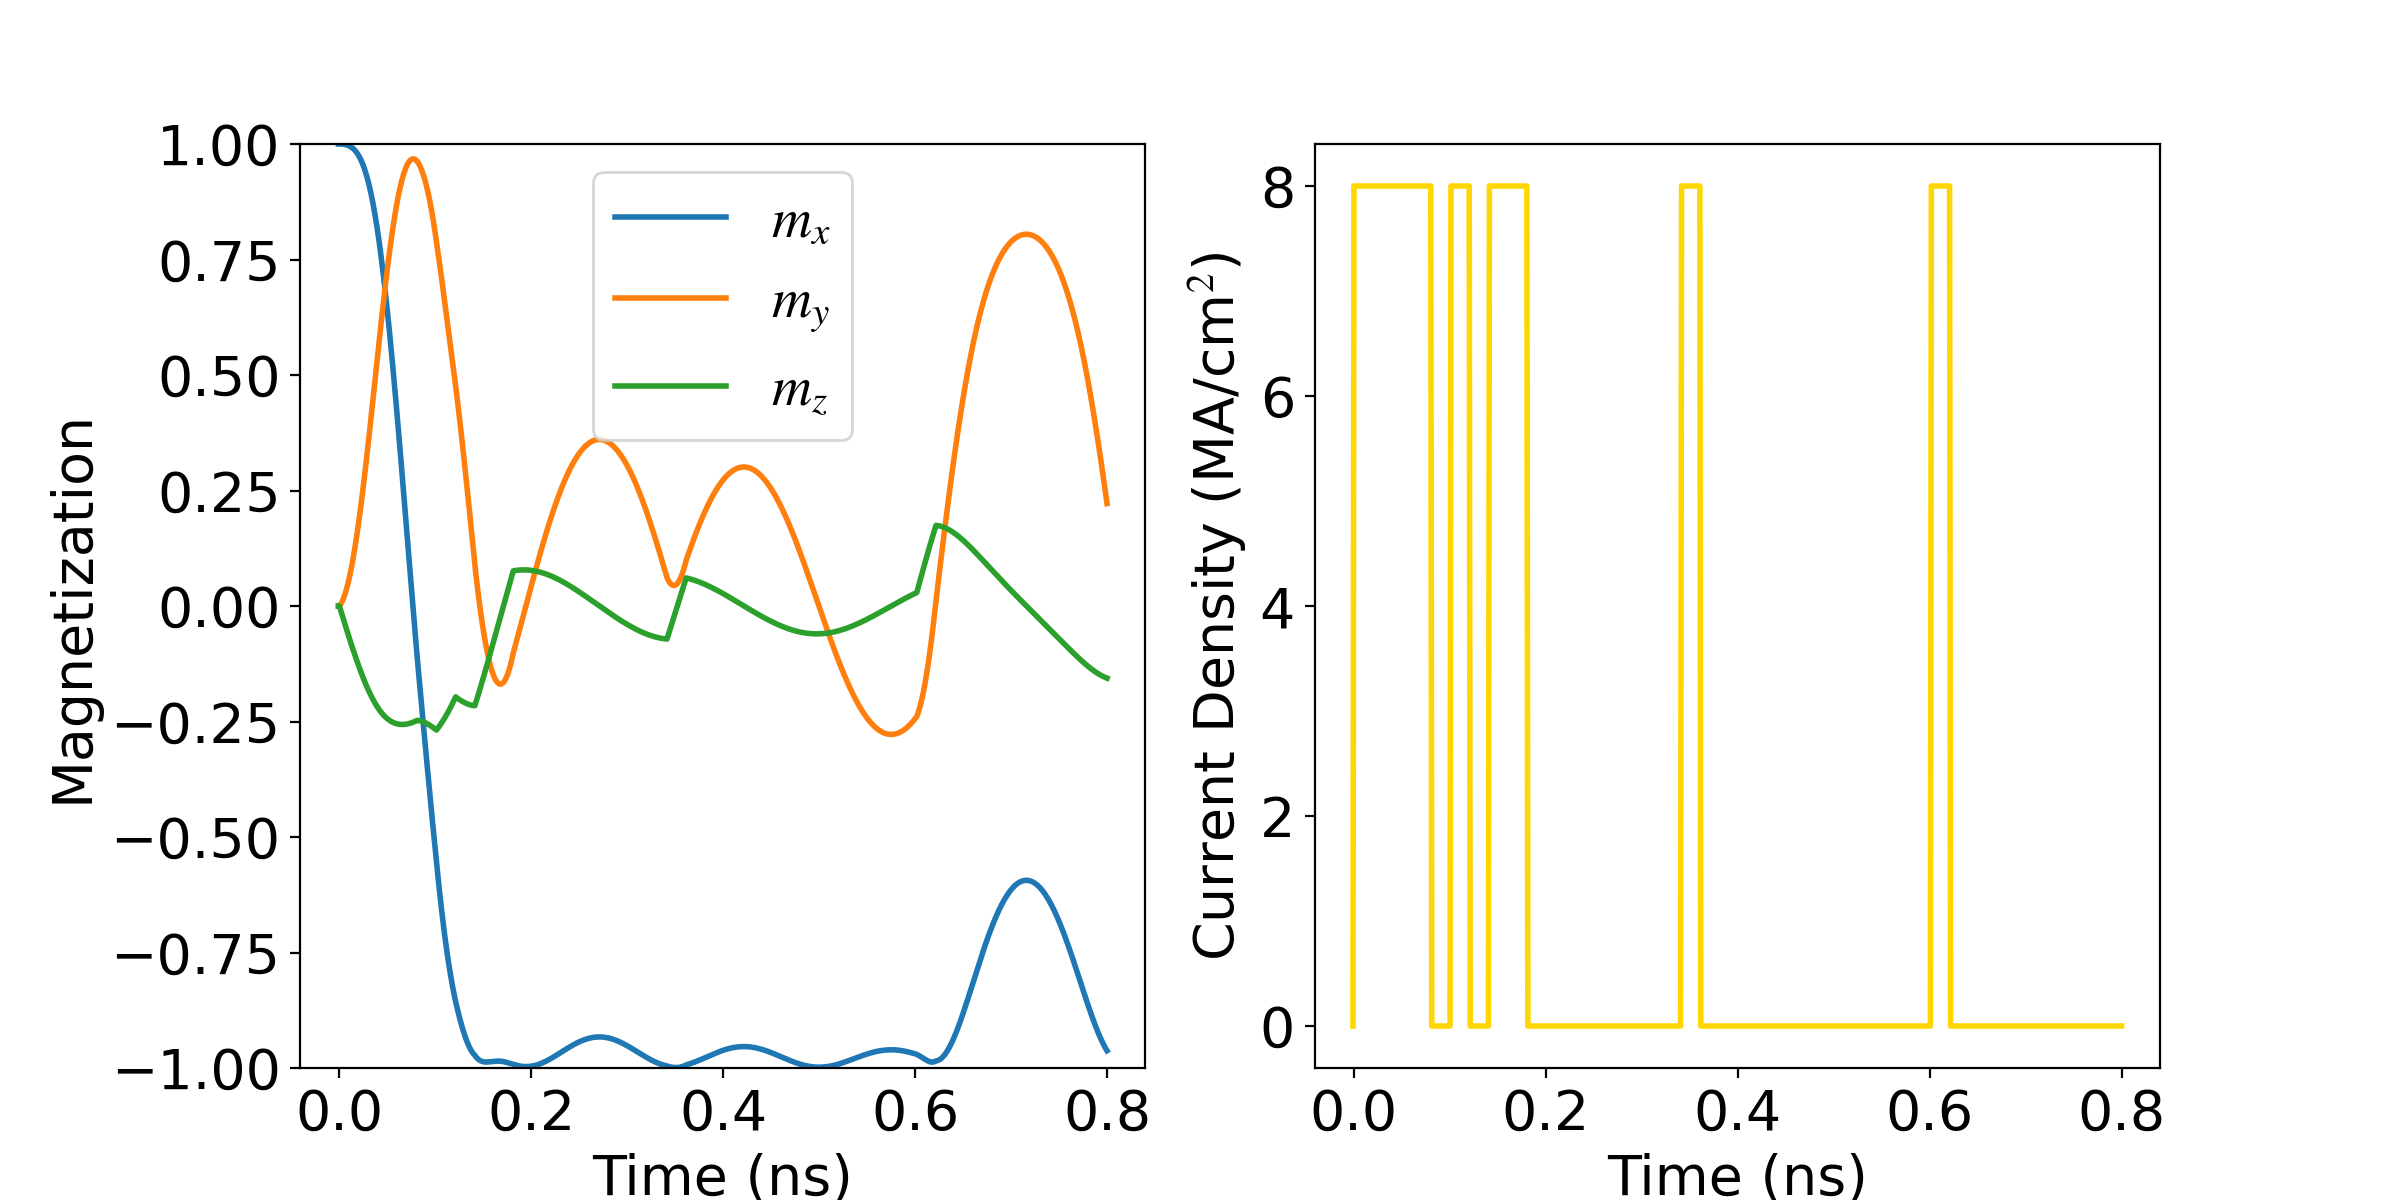 1.00
0.75
0.50
0.25
0.00
−0.25
−0.50
−0.75
−1.00
Magnetization
0.0 0.2 0.4 0.6 0.8
Time (ns)
m_x
m_y
m_z
8
6
4
2
0
Current Density (MA/cm²)
0.0 0.2 0.4 0.6 0.8
Time (ns)